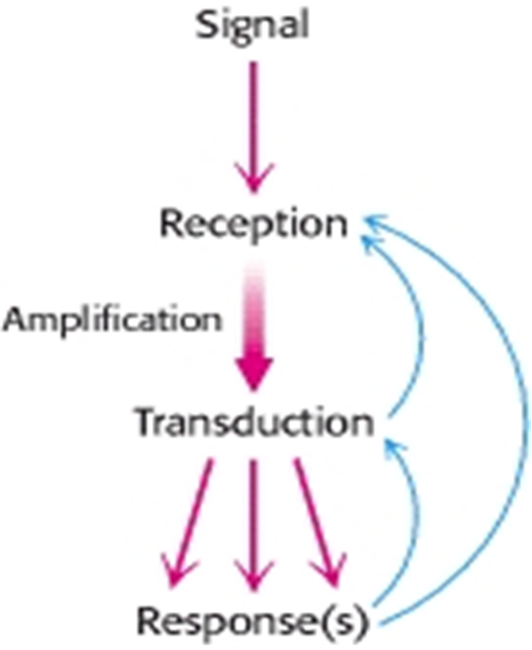 Signal
Reception
Amplification
Transduction
Response(s)